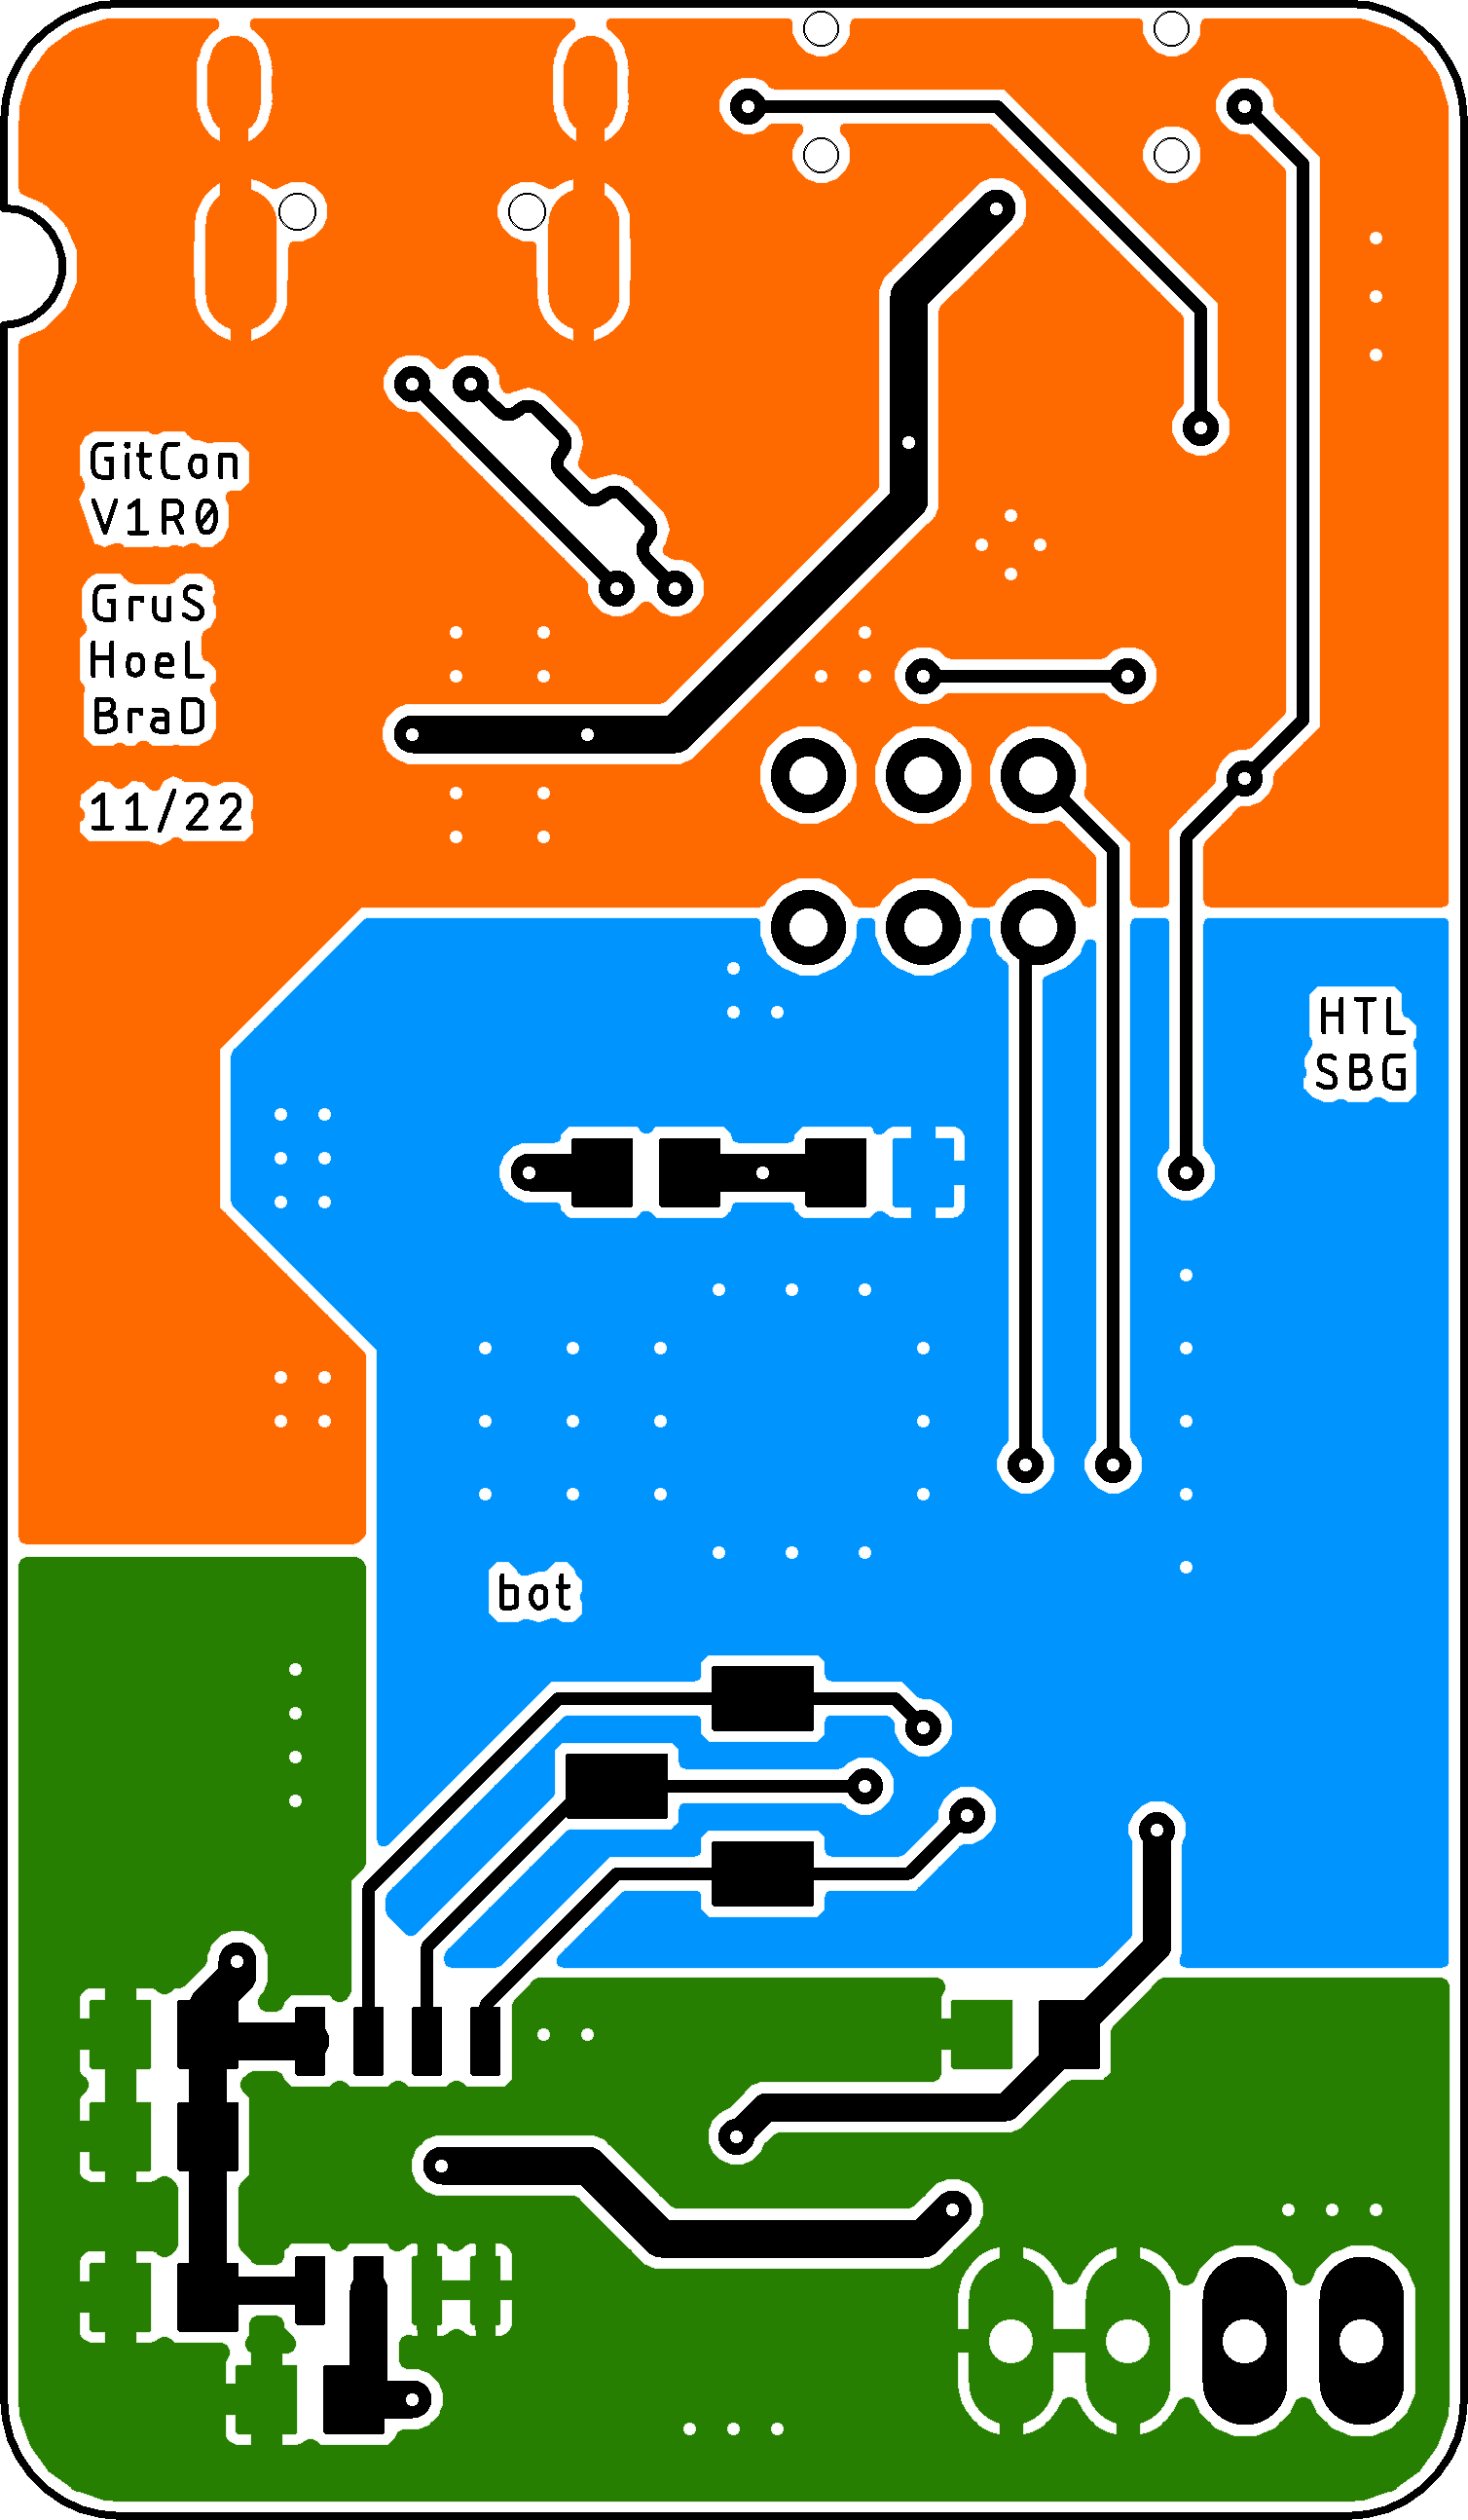 GitCon
V1R0
GruS
HoeL
BraD
11/22
HTL
SBG
bot